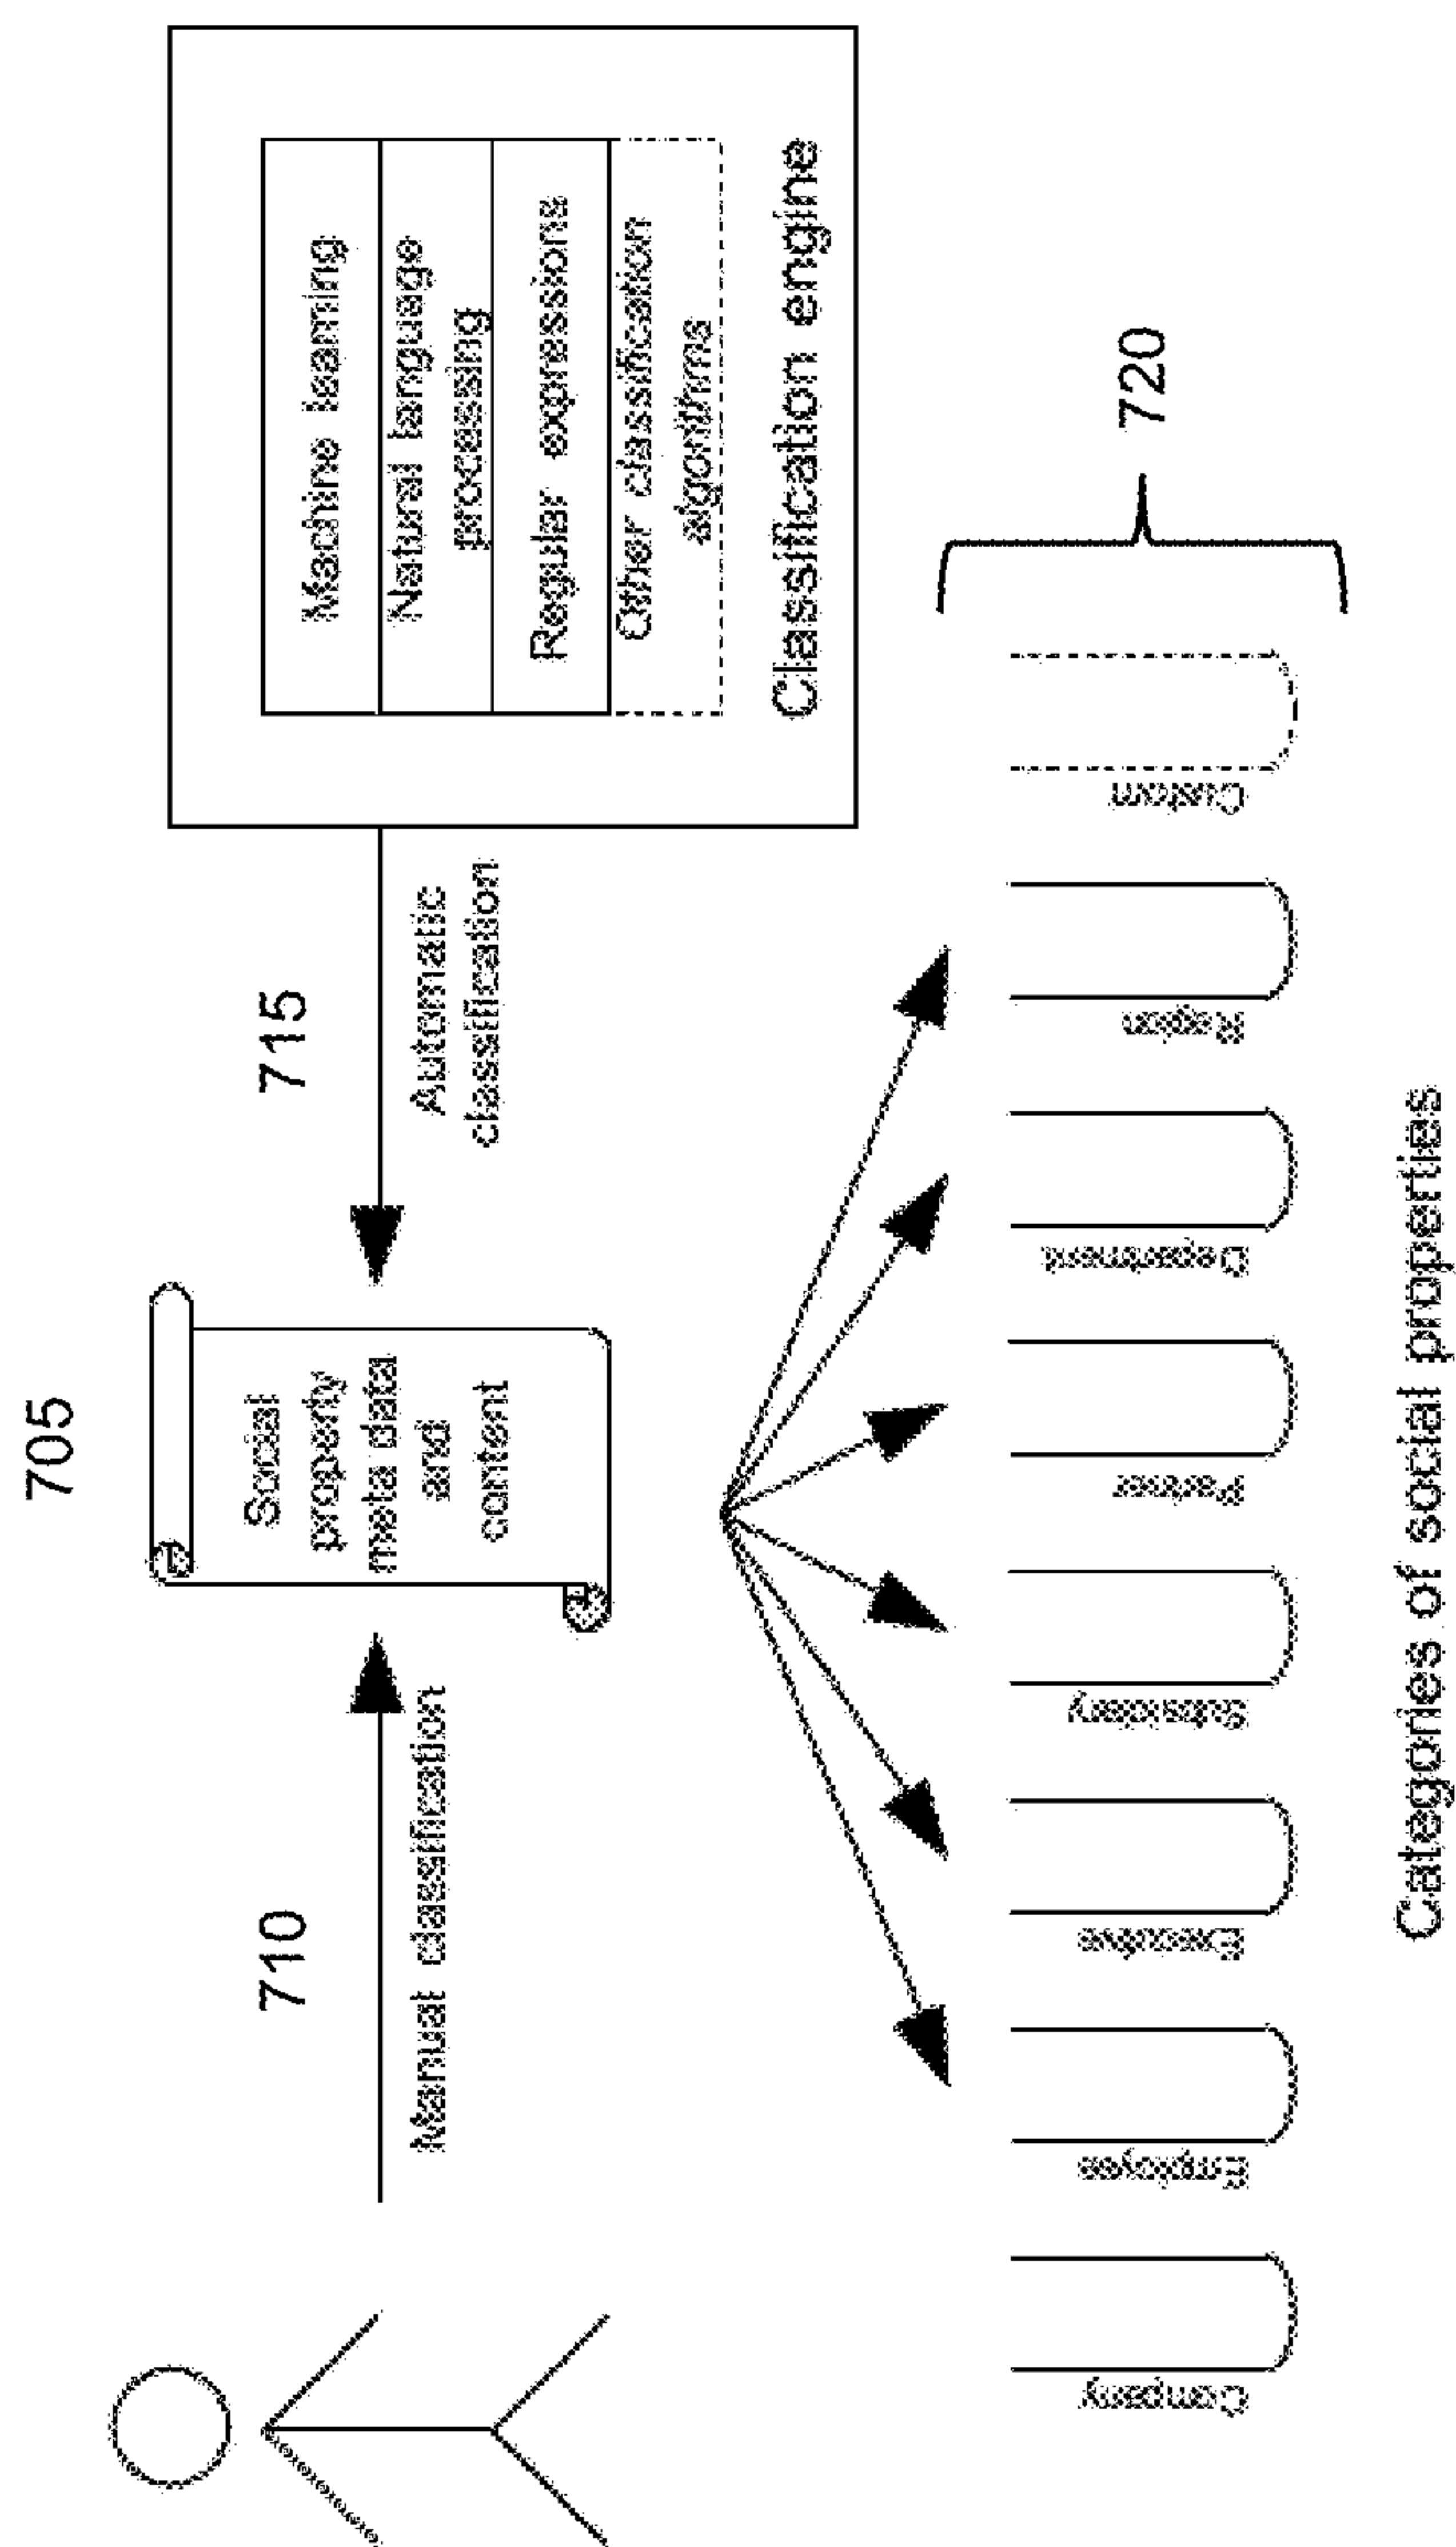 705
710
715
Social
property
meta data
and
content
Manual classification
Automatic
classification
Machine learning
Natural language
processing
Regular expressions
Other classification
algorithms
Classification engine
720
Company
Employee
Executive
Subsidiary
Partner
Department
Region
Custom
Categories of social properties